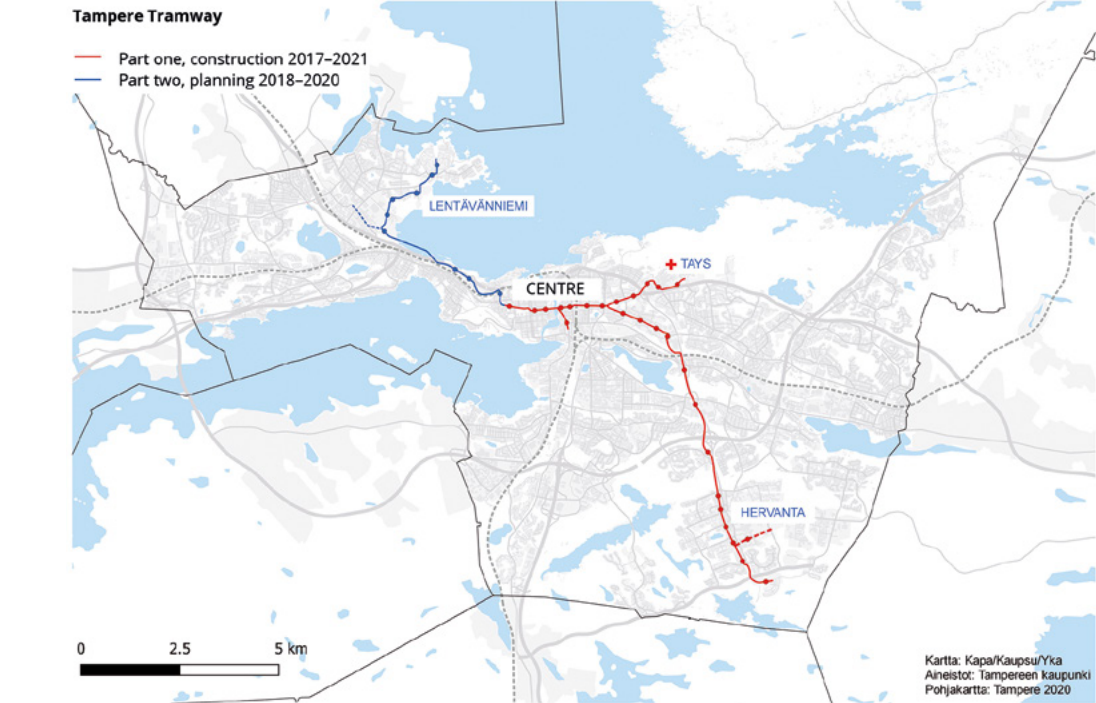 Tampere Tramway
Part one, construction 2017–2021
Part two, planning 2018–2020
LENTÄVÄNNIEMI
TAYS
CENTRE
HERVANTA
0 2.5 5 km
Kartta: Kapa/Kaupsu/Yka
Aineistot: Tampereen kaupunki
Pohjakartta: Tampere 2020